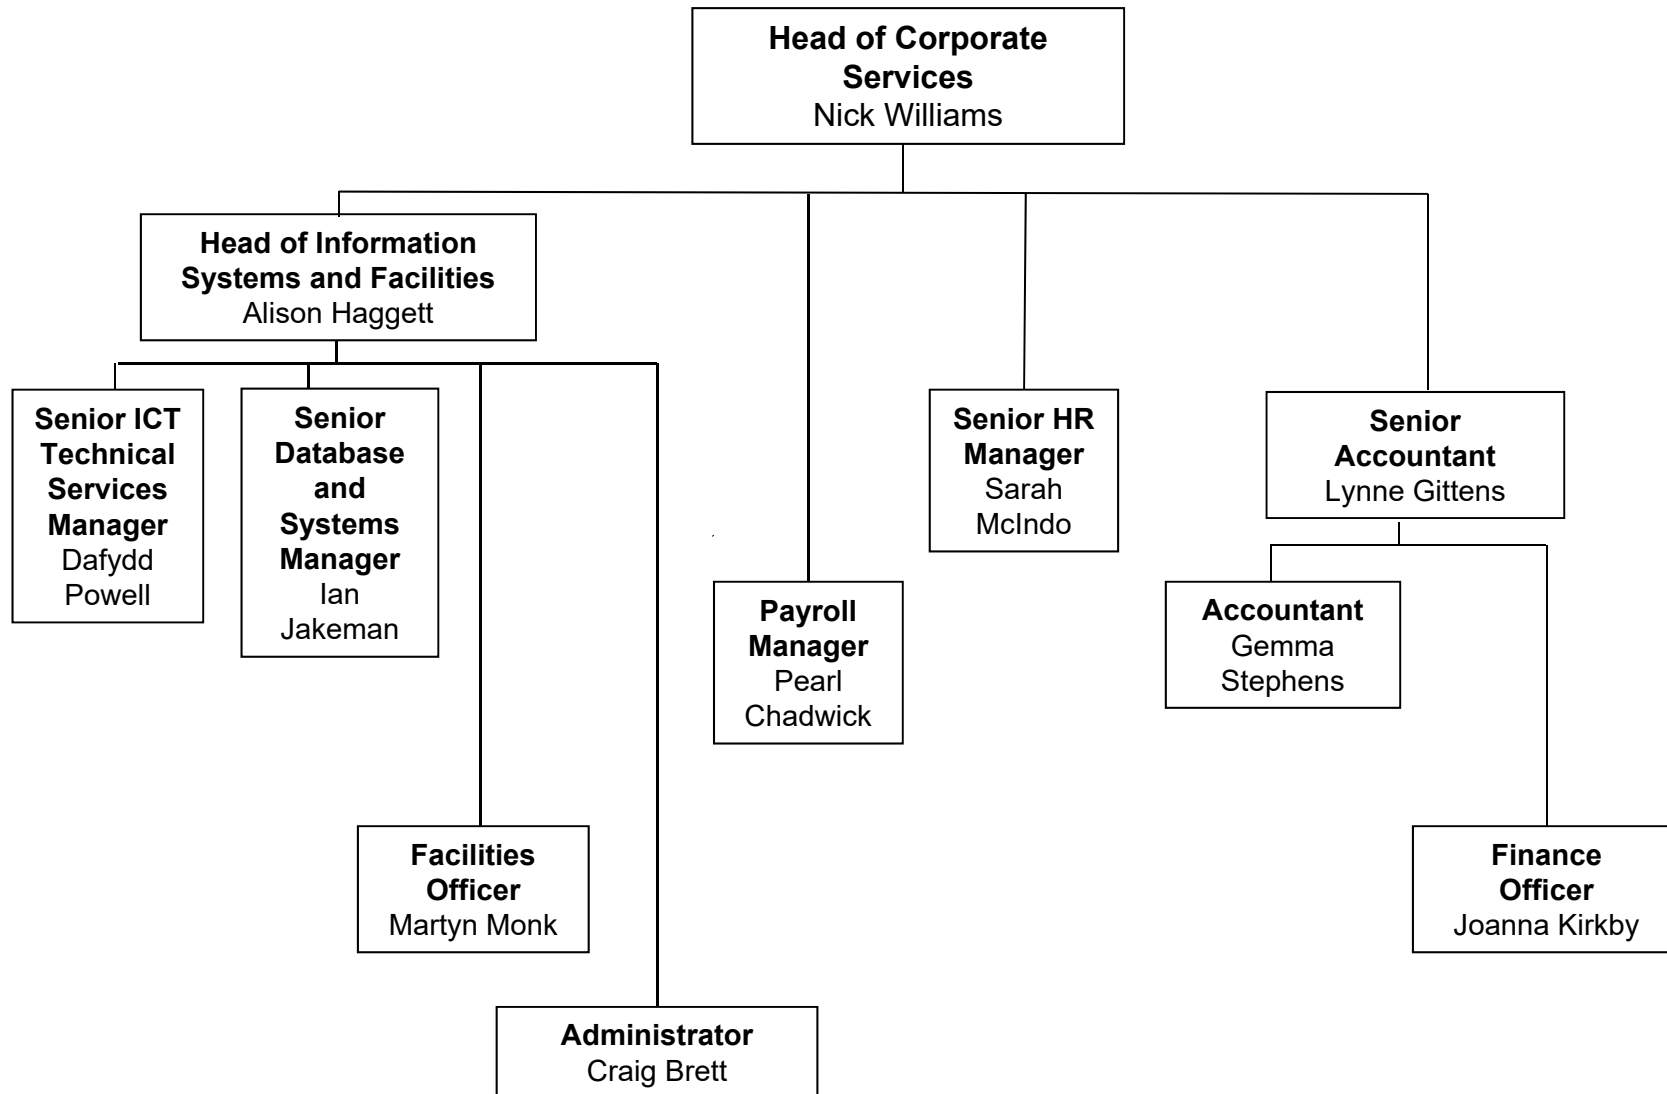 Head of Corporate
Services
Nick Williams
Head of Information
Systems and Facilities
Alison Haggett
Senior ICT
Technical
Services
Manager
Dafydd
Powell
Senior
Database
and
Systems
Manager
Ian
Jakeman
Senior HR
Manager
Sarah
McIndo
Senior
Accountant
Lynne Gittens
Payroll
Manager
Pearl
Chadwick
Accountant
Gemma
Stephens
Facilities
Officer
Martyn Monk
Finance
Officer
Joanna Kirkby
Administrator
Craig Brett